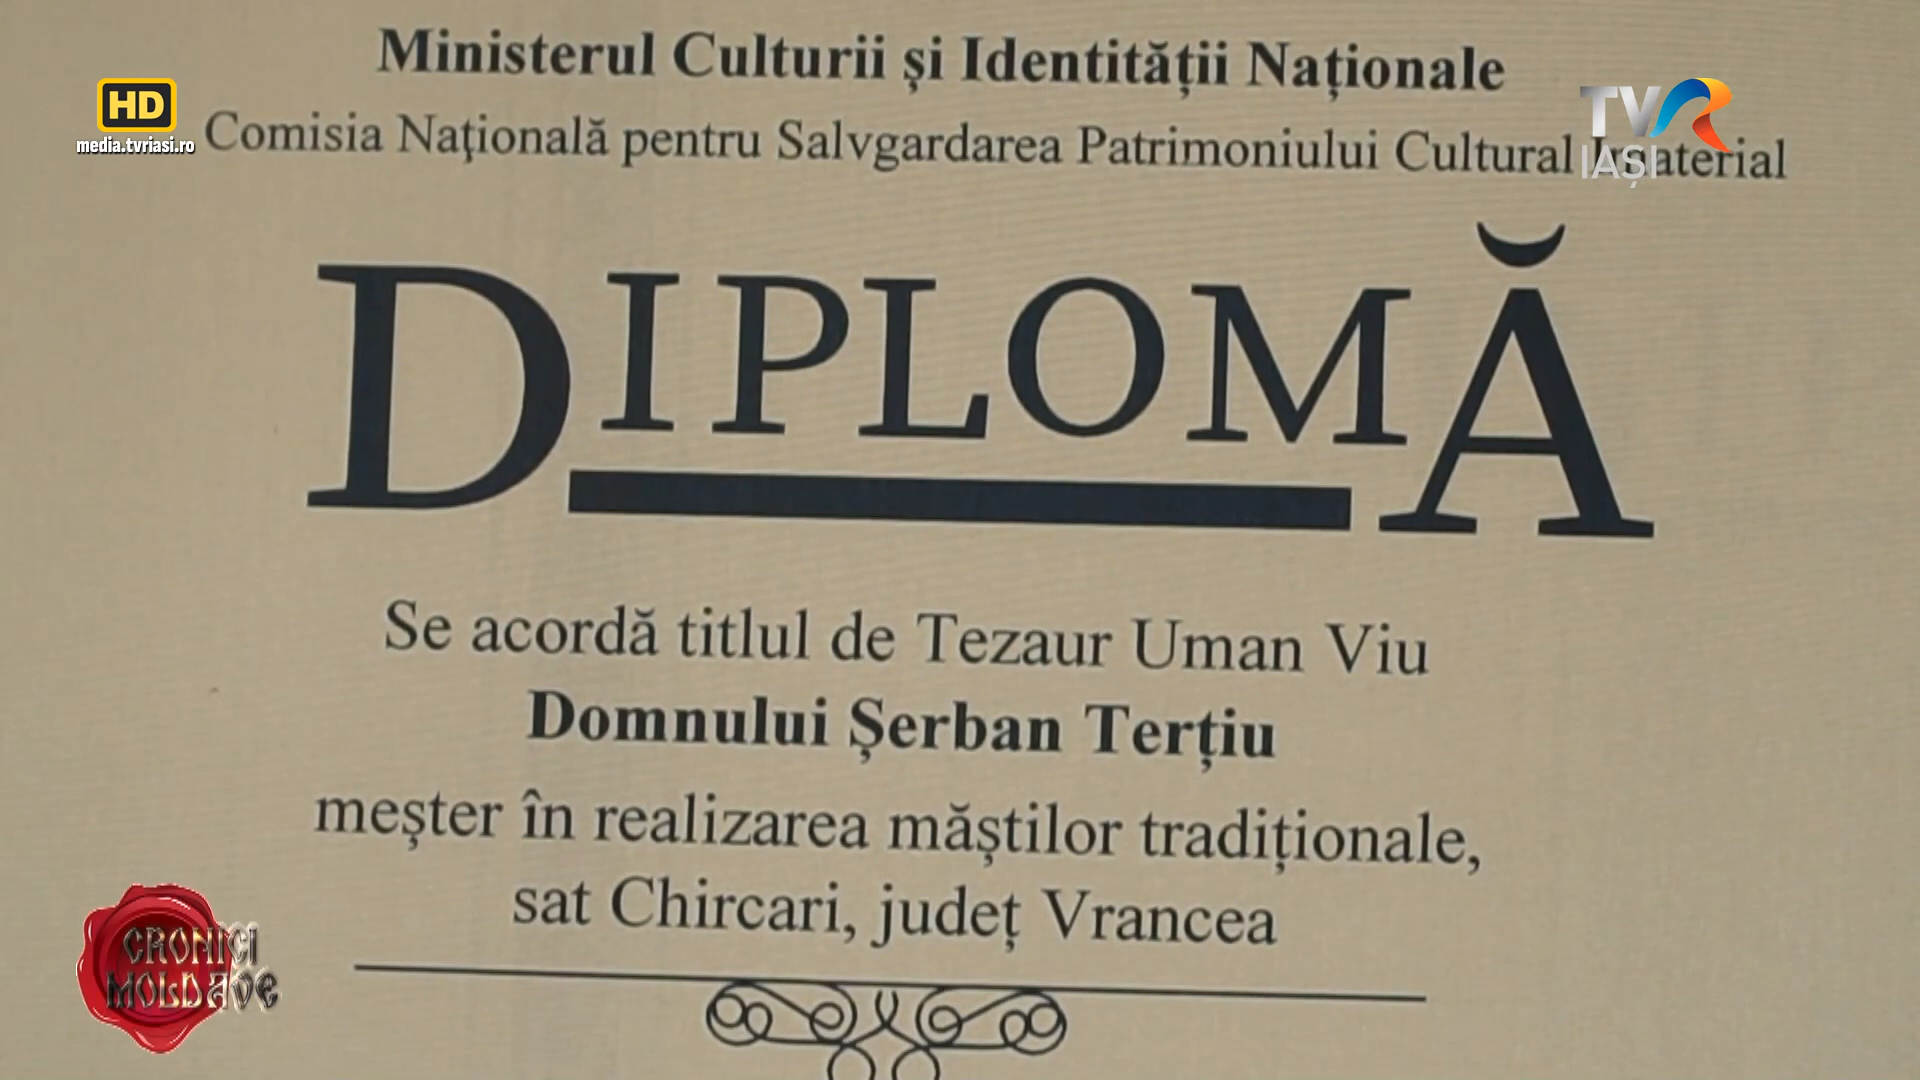 Ministerul Culturii și Identității Naționale
HD
media.tvriasi.ro
TVR
IAȘI
Comisia Națională pentru Salvgardarea Patrimoniului Cultural Imaterial
DIPLOMĂ
Se acordă titlul de Tezaur Uman Viu
Domnului Șerban Terțiu
meșter în realizarea măștilor tradiționale,
sat Chircari, județ Vrancea
CRONICI
MOLDAVE